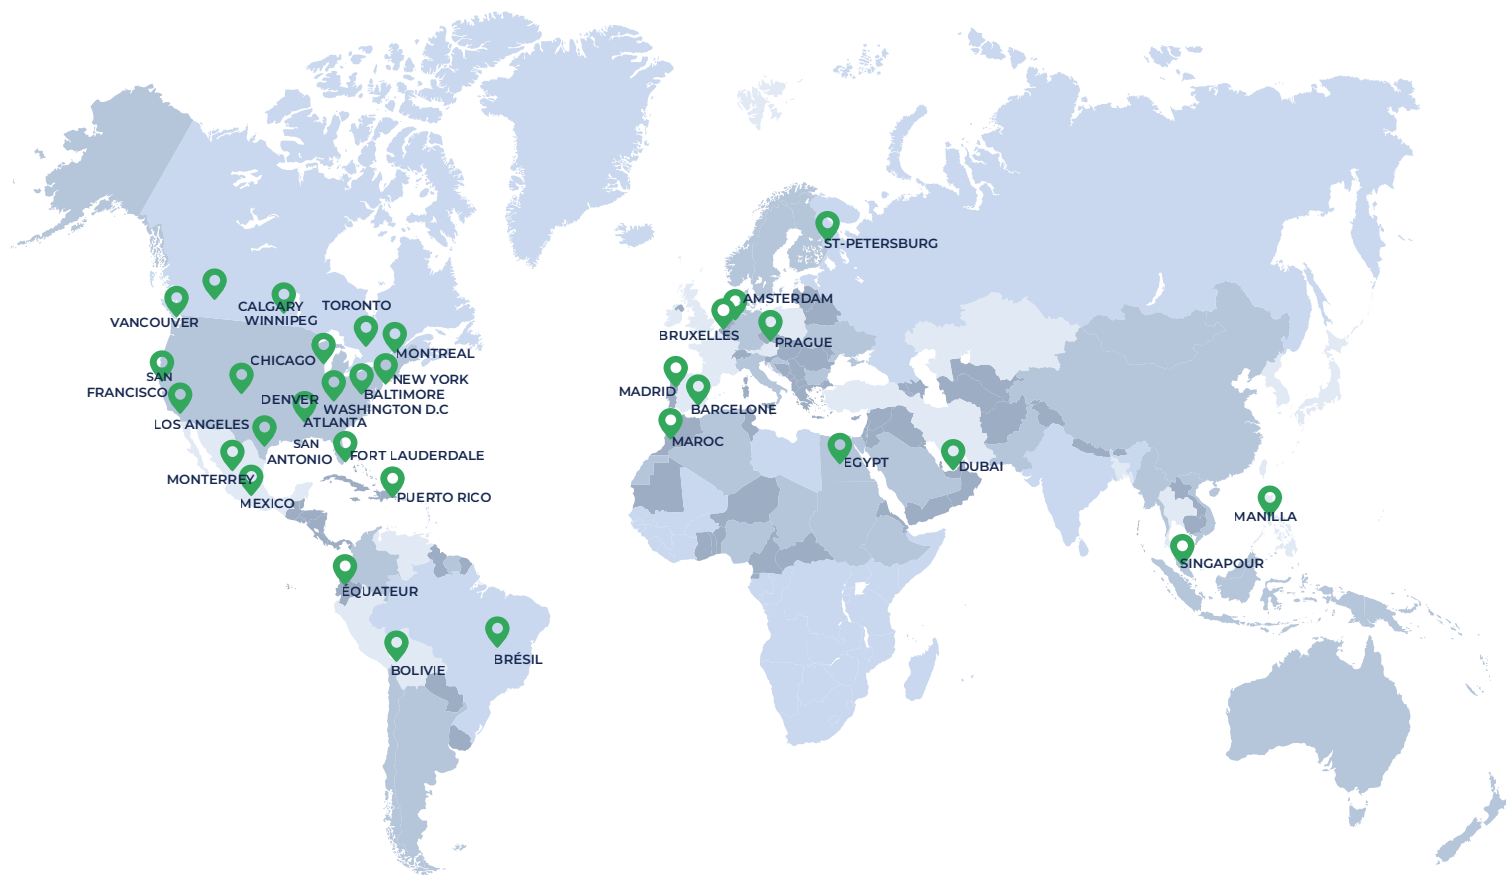 ST-PETERSBURG
AMSTERDAM
CALGARY
TORONTO
VANCOUVER
WINNIPEG
BRUXELLES
PRAGUE
MONTREAL
CHICAGO
SAN
FRANCISCO
NEW YORK
MADRID
BALTIMORE
DENVER
WASHINGTON D.C
BARCELONE
LOS ANGELES
ATLANTA
MAROC
SAN
ANTONIO
FORT LAUDERDALE
EGYPT
DUBAI
MONTERREY
PUERTO RICO
MEXICO
MANILLA
SINGAPOUR
ÉQUATEUR
BRÉSIL
BOLIVIE